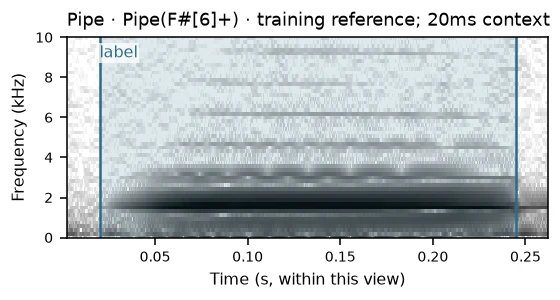 Pipe · Pipe(F#[6]+) · training reference; 20ms context
label
Frequency (kHz)
10
8
6
4
2
0
0.05 0.10 0.15 0.20 0.25
Time (s, within this view)